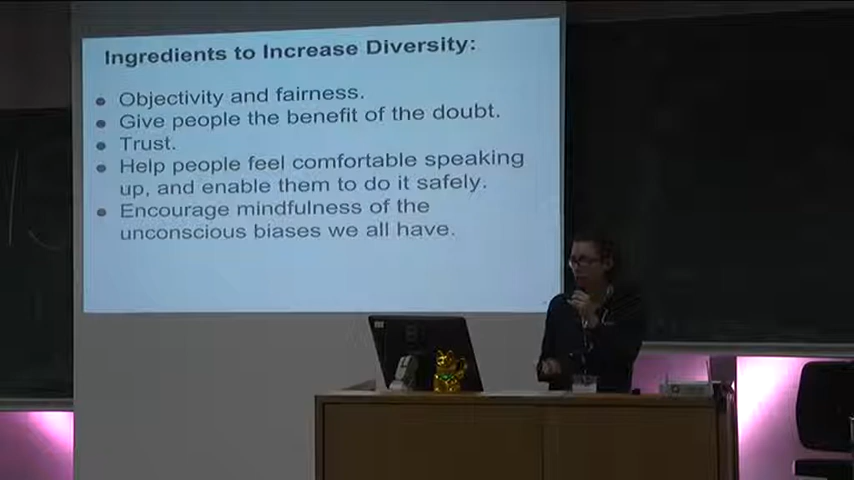 Ingredients to Increase Diversity:
Objectivity and fairness.
Give people the benefit of the doubt.
Trust.
Help people feel comfortable speaking
up, and enable them to do it safely.
Encourage mindfulness of the
unconscious biases we all have.